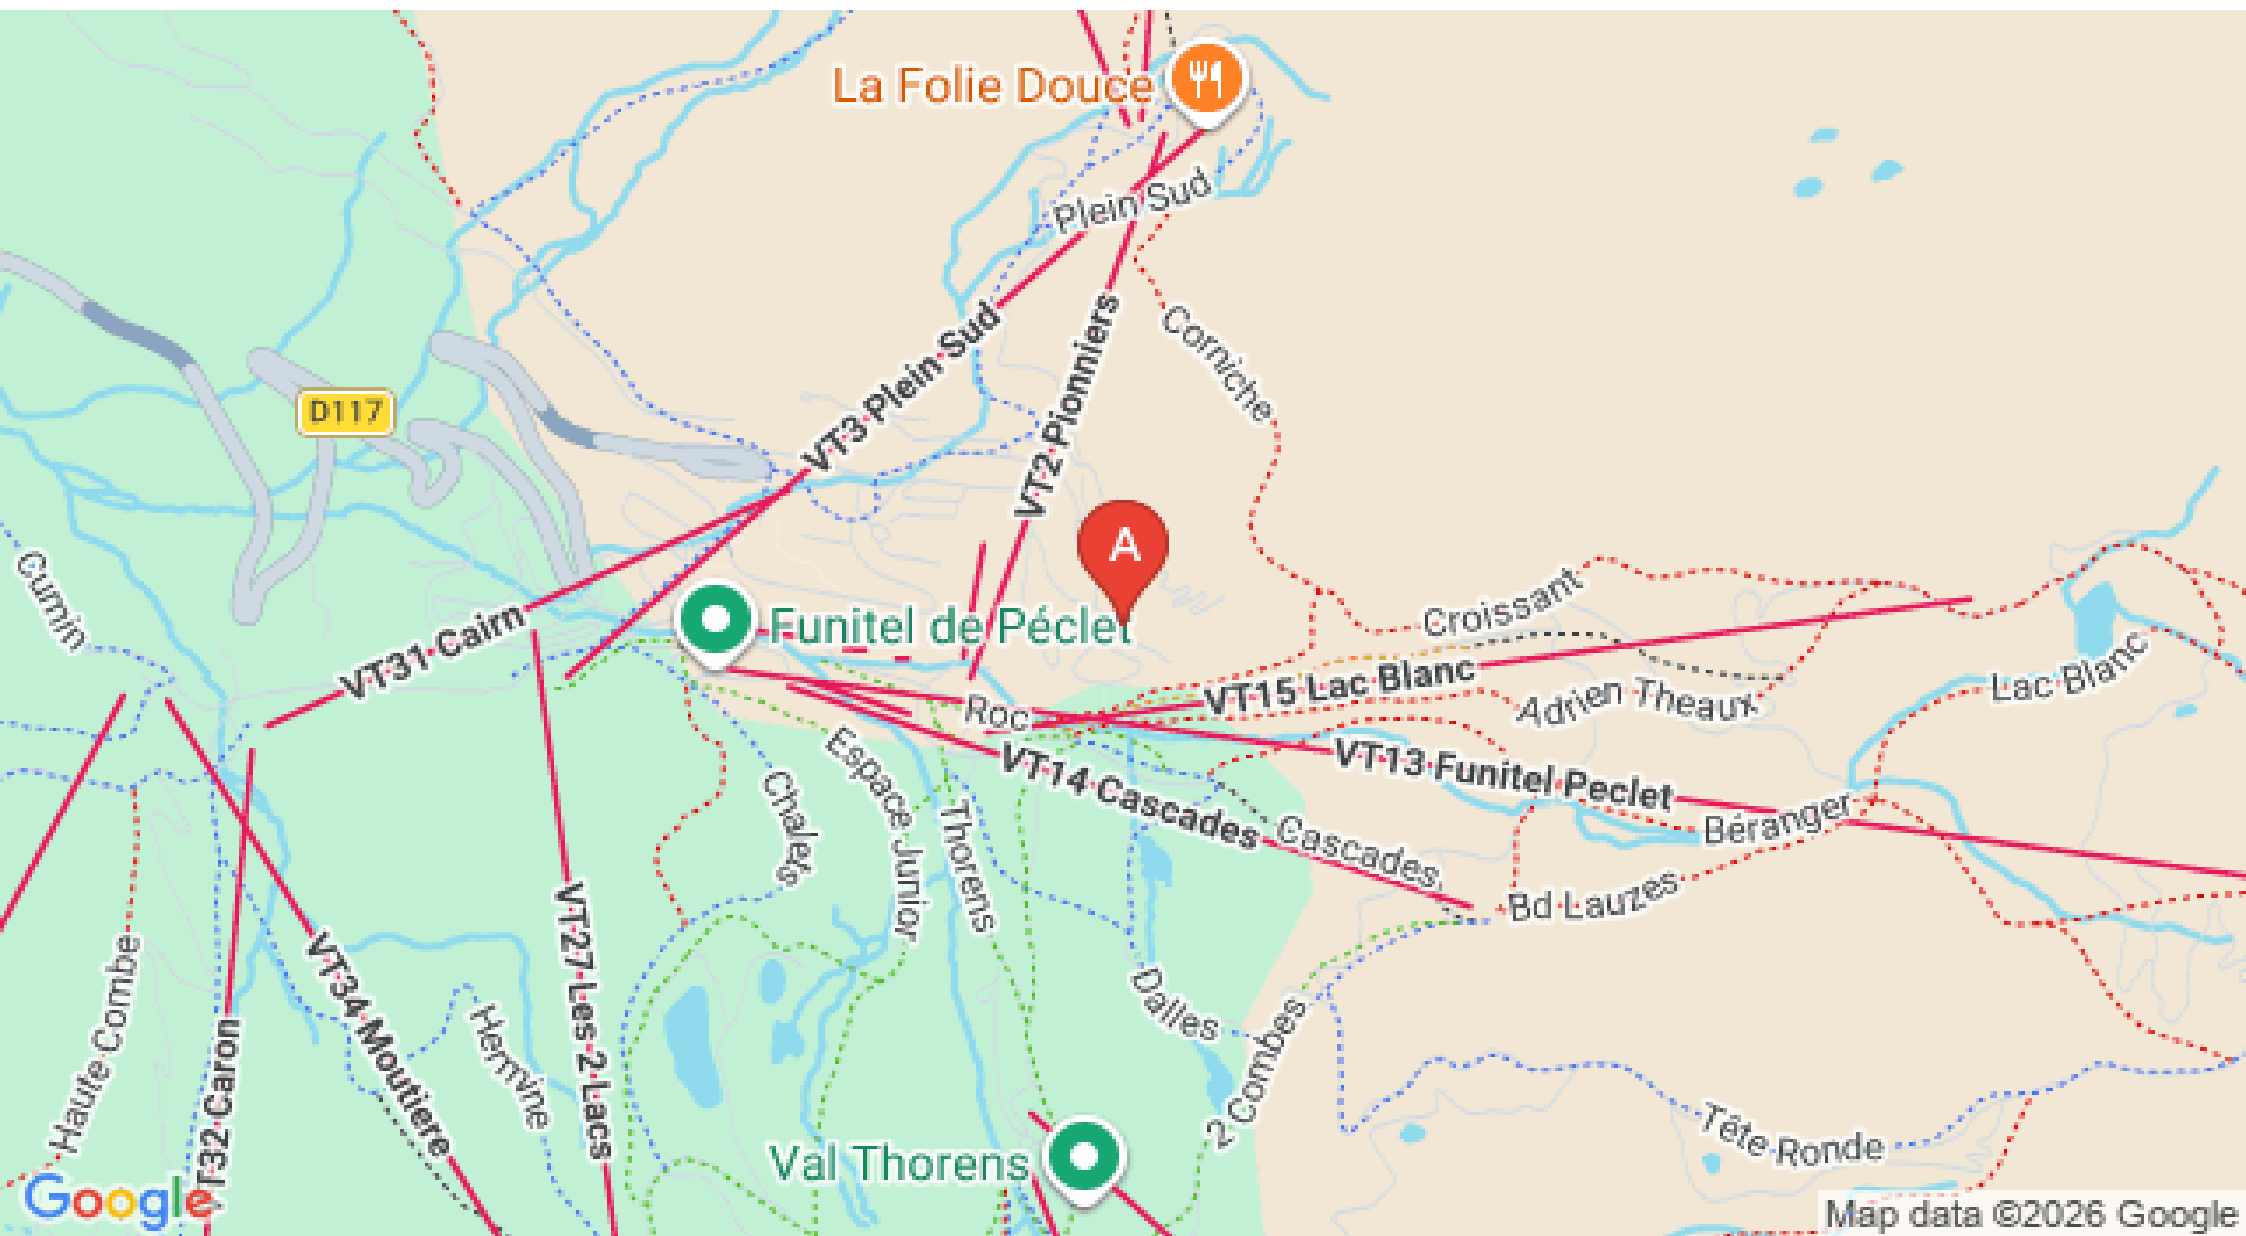 La Folie Douce
Plein Sud
Corniche
VT3 Plein Sud
VT2 Pionniers
D117
A
Cumin
Funitel de Péclet
Croissant
VT31 Cairn
VT15 Lac Blanc
Adrien Theaux
Lac Blanc
Roc
VT14 Cascades
VT13 Funitel Peclet
Béranger
Cascades
Bd Lauzes
Chalets
Espace Junior
Thorens
Dalles
2 Combes
Haute Combe
T32 Caron
VT34 Moutiere
Hermine
VT27 Les 2 Lacs
Val Thorens
Tête Ronde
Google
Map data ©2026 Google